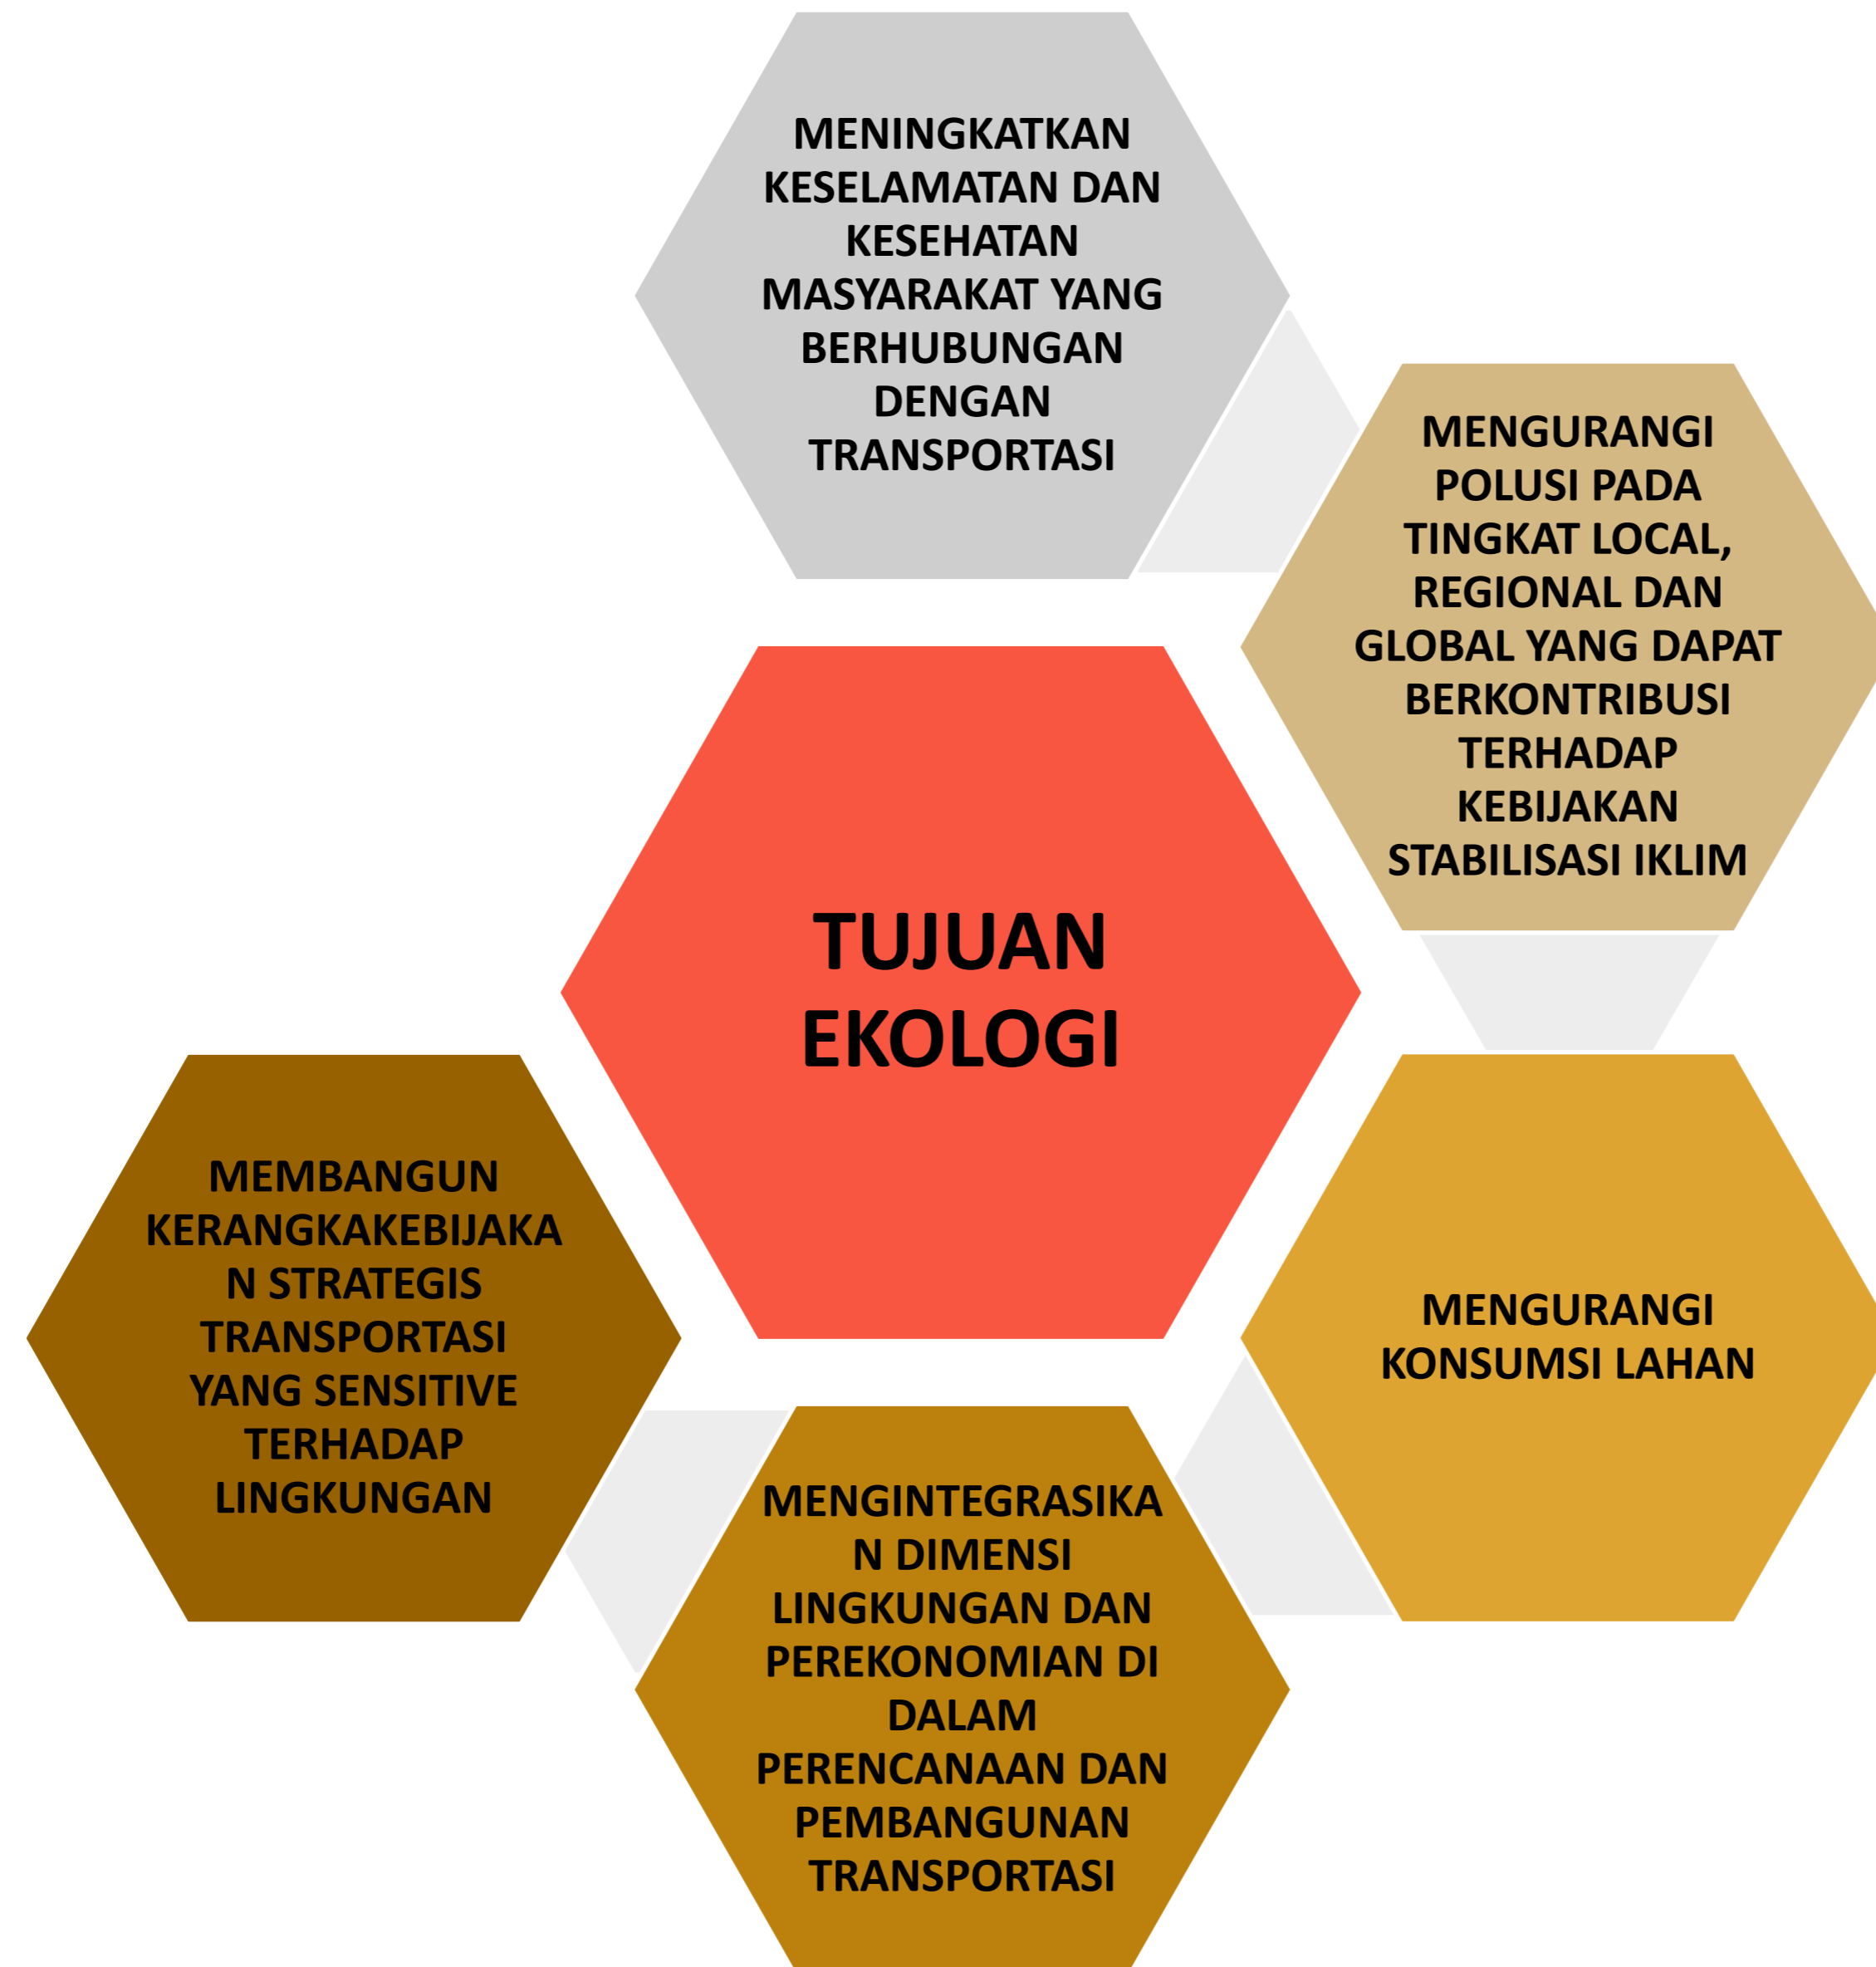 MENINGKATKAN
KESELAMATAN DAN
KESEHATAN
MASYARAKAT YANG
BERHUBUNGAN
DENGAN
TRANSPORTASI
MENGURANGI
POLUSI PADA
TINGKAT LOCAL,
REGIONAL DAN
GLOBAL YANG DAPAT
BERKONTRIBUSI
TERHADAP
KEBIJAKAN
STABILISASI IKLIM
TUJUAN
EKOLOGI
MENGURANGI
KONSUMSI LAHAN
MENGINTEGRASIKA
N DIMENSI
LINGKUNGAN DAN
PEREKONOMIAN DI
DALAM
PERENCANAAN DAN
PEMBANGUNAN
TRANSPORTASI
MEMBANGUN
KERANGKAKEBIJAKA
N STRATEGIS
TRANSPORTASI
YANG SENSITIVE
TERHADAP
LINGKUNGAN